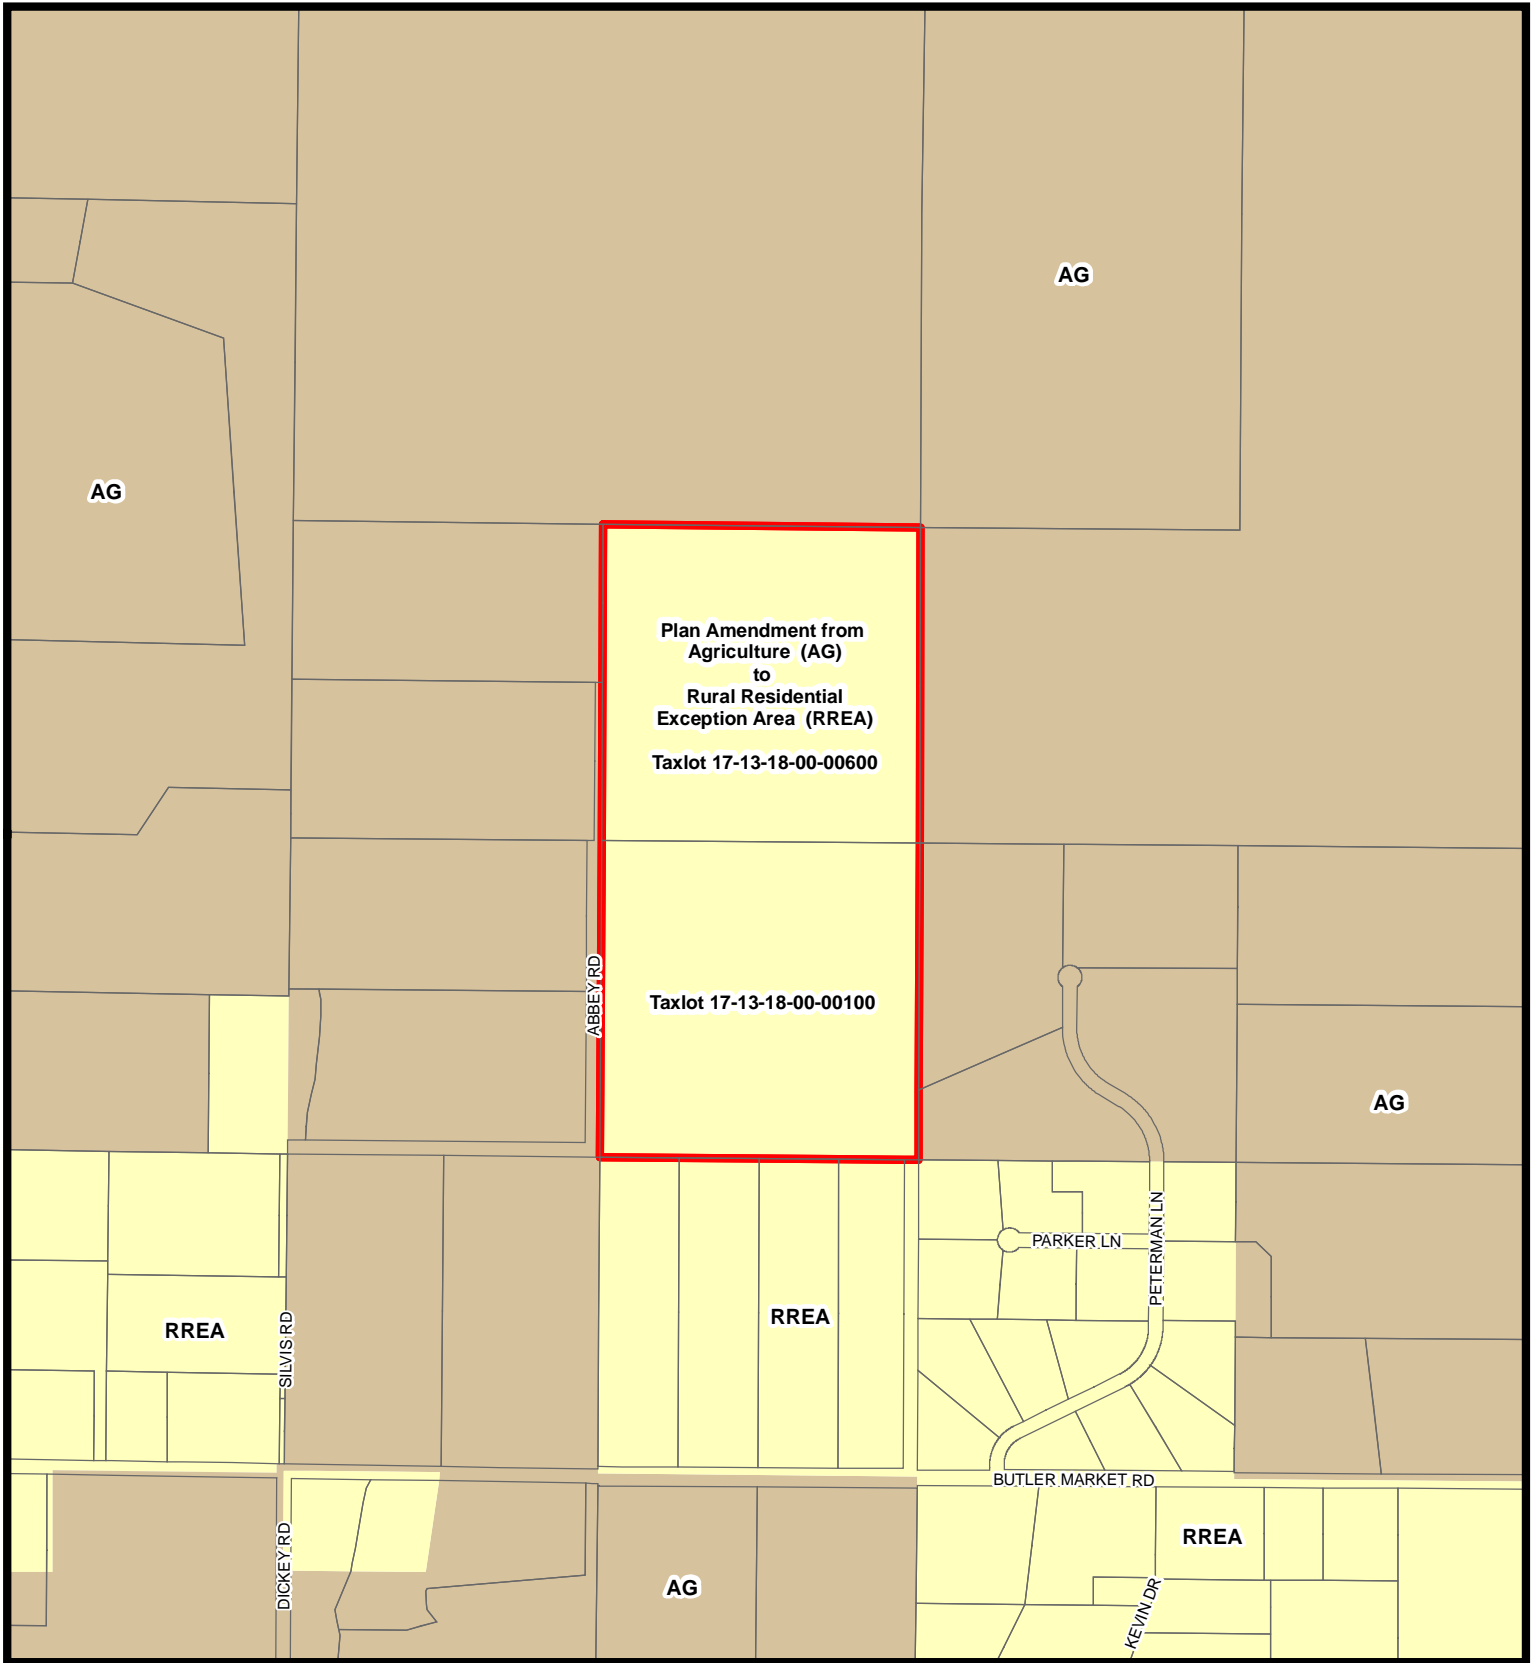 AG
AG
Plan Amendment from
Agriculture (AG)
to
Rural Residential
Exception Area (RREA)
Taxlot 17-13-18-00-00600
ABBEY RD
Taxlot 17-13-18-00-00100
AG
PETERMAN LN
PARKER LN
RREA
SILVIS RD
RREA
BUTLER MARKET RD
DICKEY RD
AG
RREA
KEVIN DR